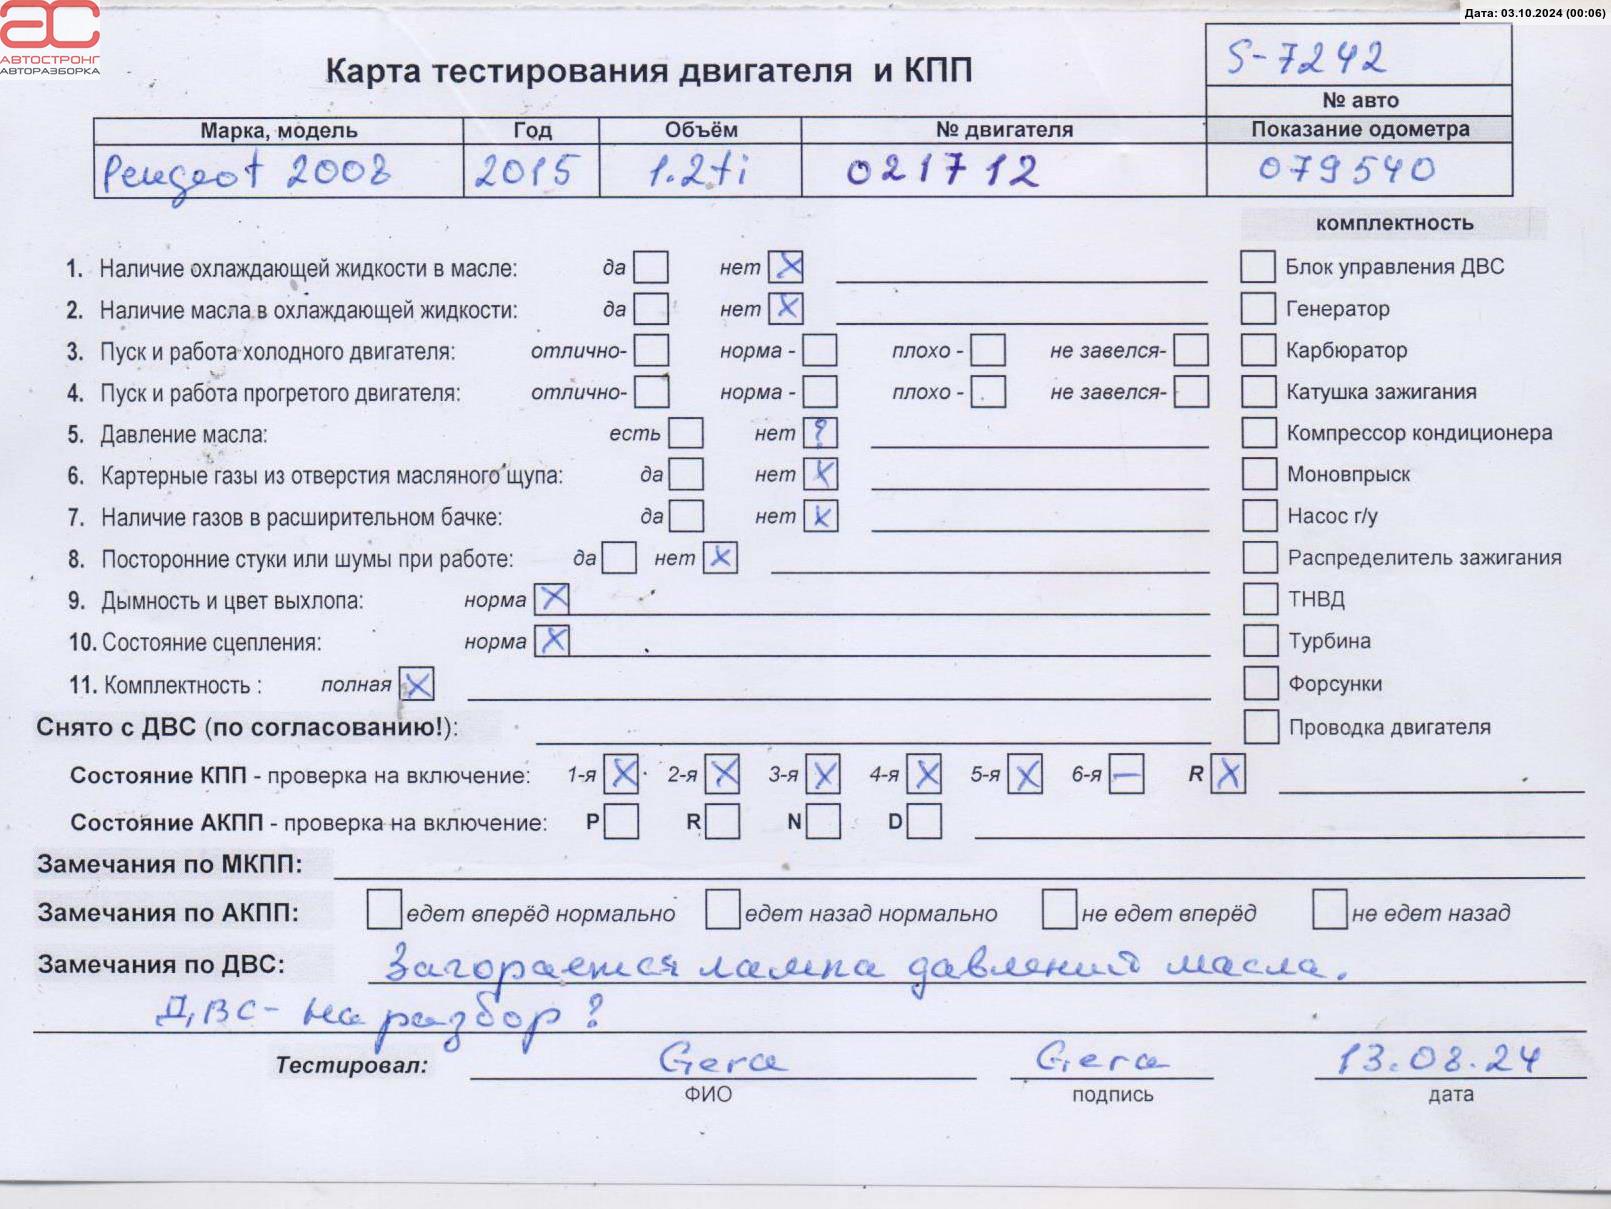 Дата: 03.10.2024 (00:06)
АВТОСТРОНГ
АВТОРАЗБОРКА
Карта тестирования двигателя и КПП
S-7242
№ авто
Марка, модель Год Объём № двигателя Показание одометра
Peugeot 2008 2015 1.2ti 021712 079540
комплектность
1. Наличие охлаждающей жидкости в масле: да нет X Блок управления ДВС
2. Наличие масла в охлаждающей жидкости: да нет X Генератор
3. Пуск и работа холодного двигателя: отлично- норма - плохо - не завелся- Карбюратор
4. Пуск и работа прогретого двигателя: отлично- норма - плохо - не завелся- Катушка зажигания
5. Давление масла: есть нет ? Компрессор кондиционера
6. Картерные газы из отверстия масляного щупа: да нет X Моновпрыск
7. Наличие газов в расширительном бачке: да нет X Насос г/у
8. Посторонние стуки или шумы при работе: да нет X Распределитель зажигания
9. Дымность и цвет выхлопа: норма X ТНВД
10. Состояние сцепления: норма X Турбина
11. Комплектность : полная X Форсунки
Снято с ДВС (по согласованию!): Проводка двигателя
Состояние КПП - проверка на включение: 1-я X 2-я X 3-я X 4-я X 5-я X 6-я — R X
Состояние АКПП - проверка на включение: P R N D
Замечания по МКПП:
Замечания по АКПП: едет вперёд нормально едет назад нормально не едет вперёд не едет назад
Замечания по ДВС: Загорается лампа давлений масла.
ДВС - на разбор?
Тестировал: Gera Gera 13.08.24
ФИО подпись дата